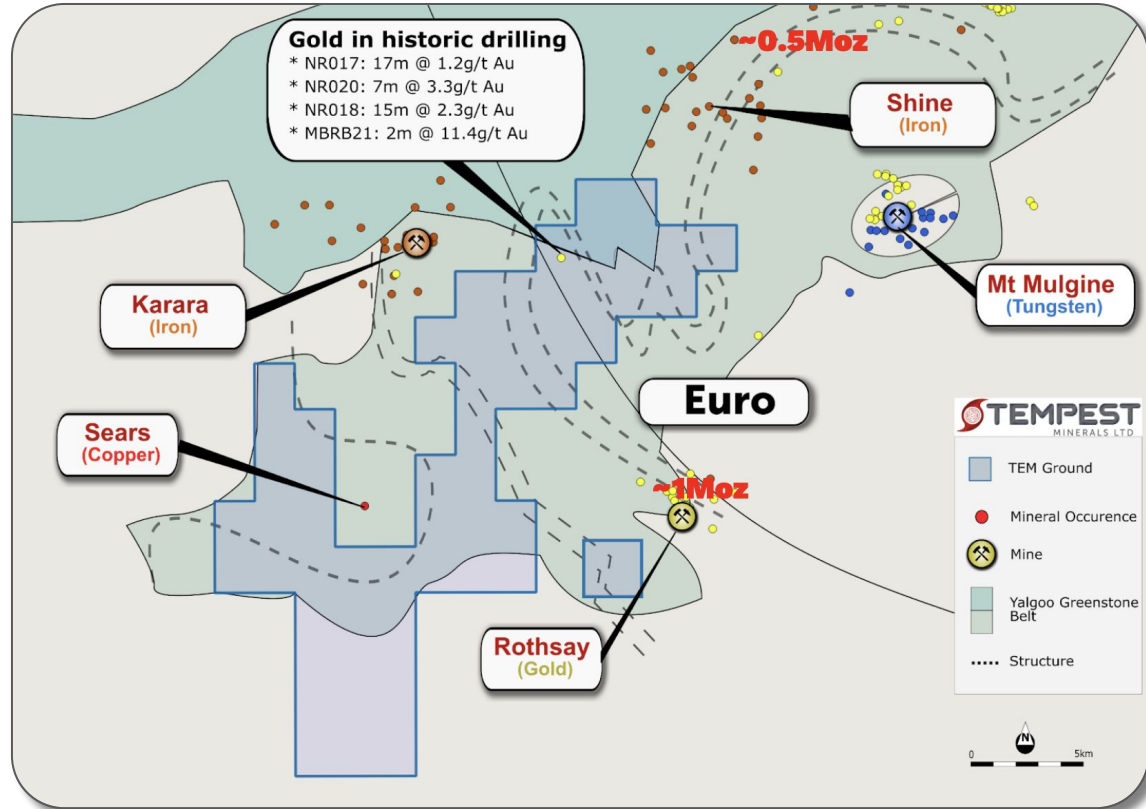 Gold in historic drilling
* NR017: 17m @ 1.2g/t Au
* NR020: 7m @ 3.3g/t Au
* NR018: 15m @ 2.3g/t Au
* MBRB21: 2m @ 11.4g/t Au
~0.5Moz
Shine
(Iron)
Karara
(Iron)
Mt Mulgine
(Tungsten)
Euro
Sears
(Copper)
~1Moz
Rothsay
(Gold)
TEMPEST
MINERALS LTD
TEM Ground
Mineral Occurence
Mine
Yalgoo Greenstone
Belt
Structure
N
0 5km